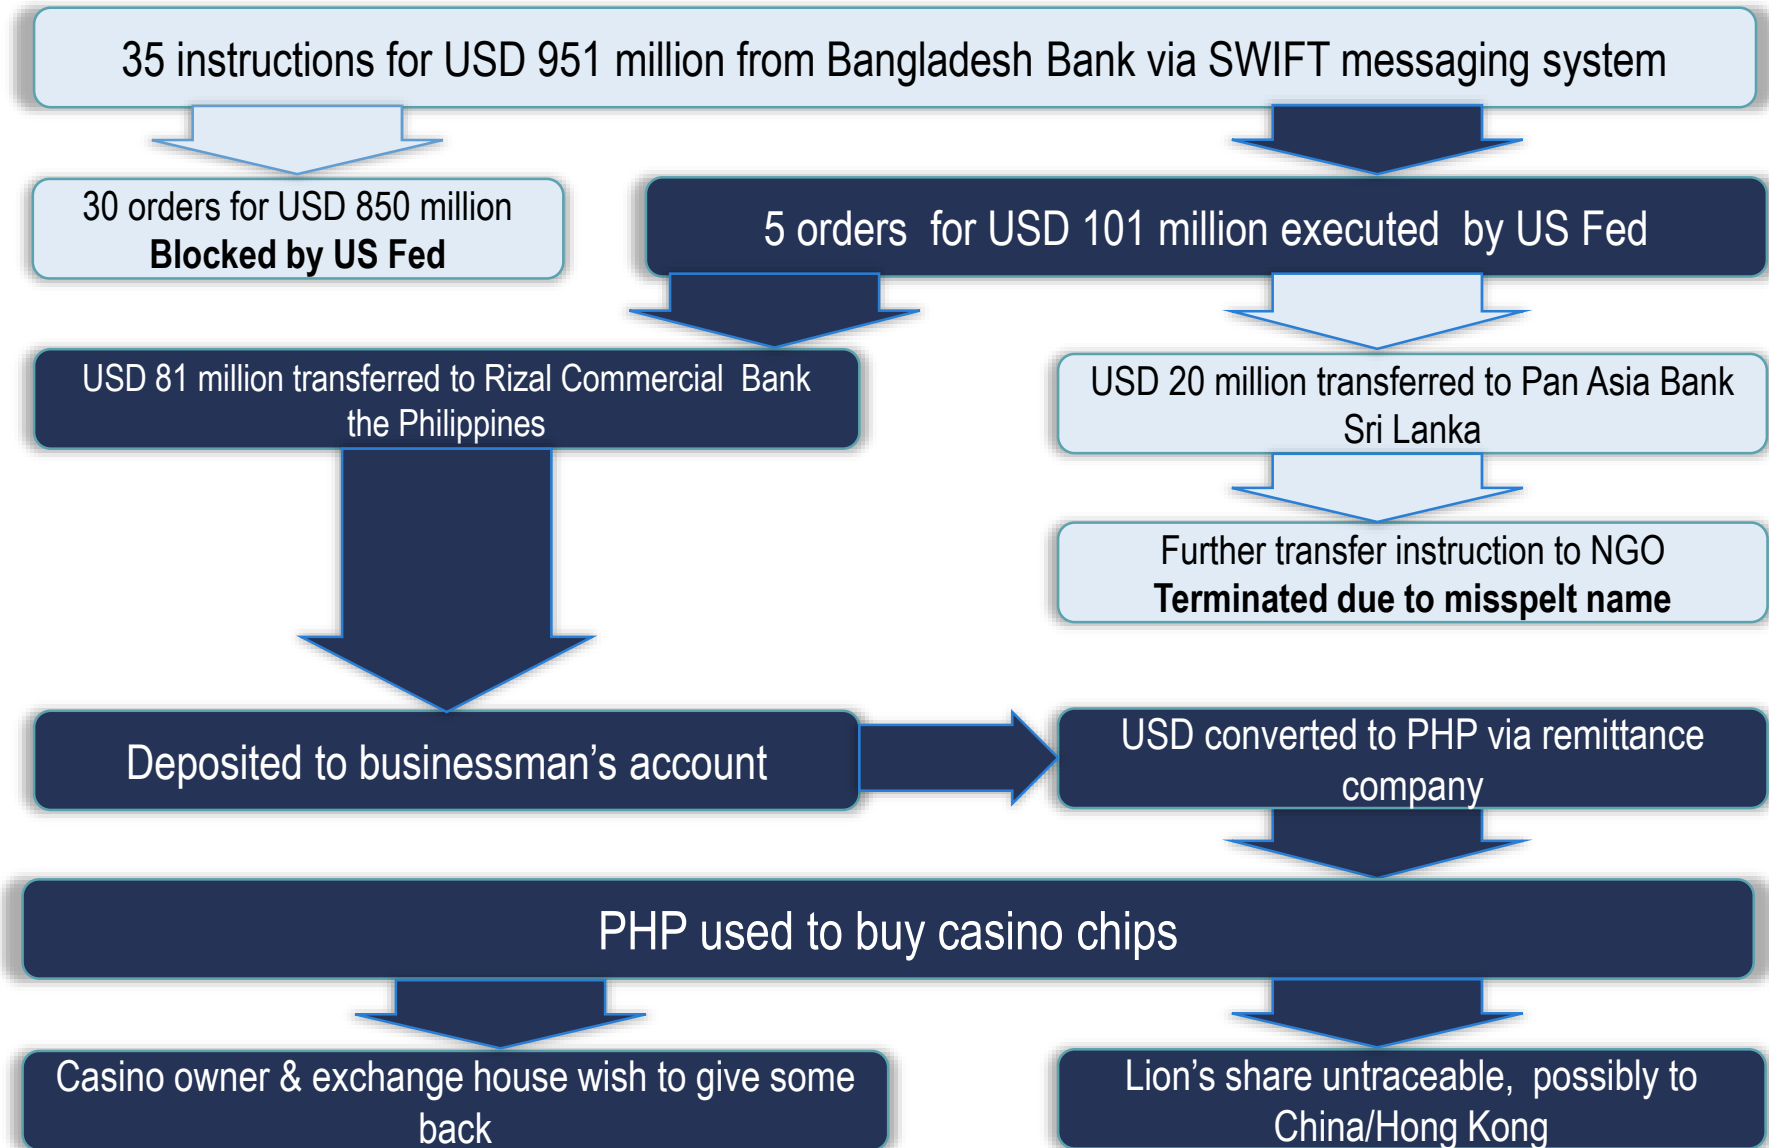 35 instructions for USD 951 million from Bangladesh Bank via SWIFT messaging system
30 orders for USD 850 million
Blocked by US Fed
5 orders for USD 101 million executed by US Fed
USD 81 million transferred to Rizal Commercial Bank
the Philippines
USD 20 million transferred to Pan Asia Bank
Sri Lanka
Further transfer instruction to NGO
Terminated due to misspelt name
Deposited to businessman's account
USD converted to PHP via remittance
company
PHP used to buy casino chips
Casino owner & exchange house wish to give some
back
Lion's share untraceable, possibly to
China/Hong Kong